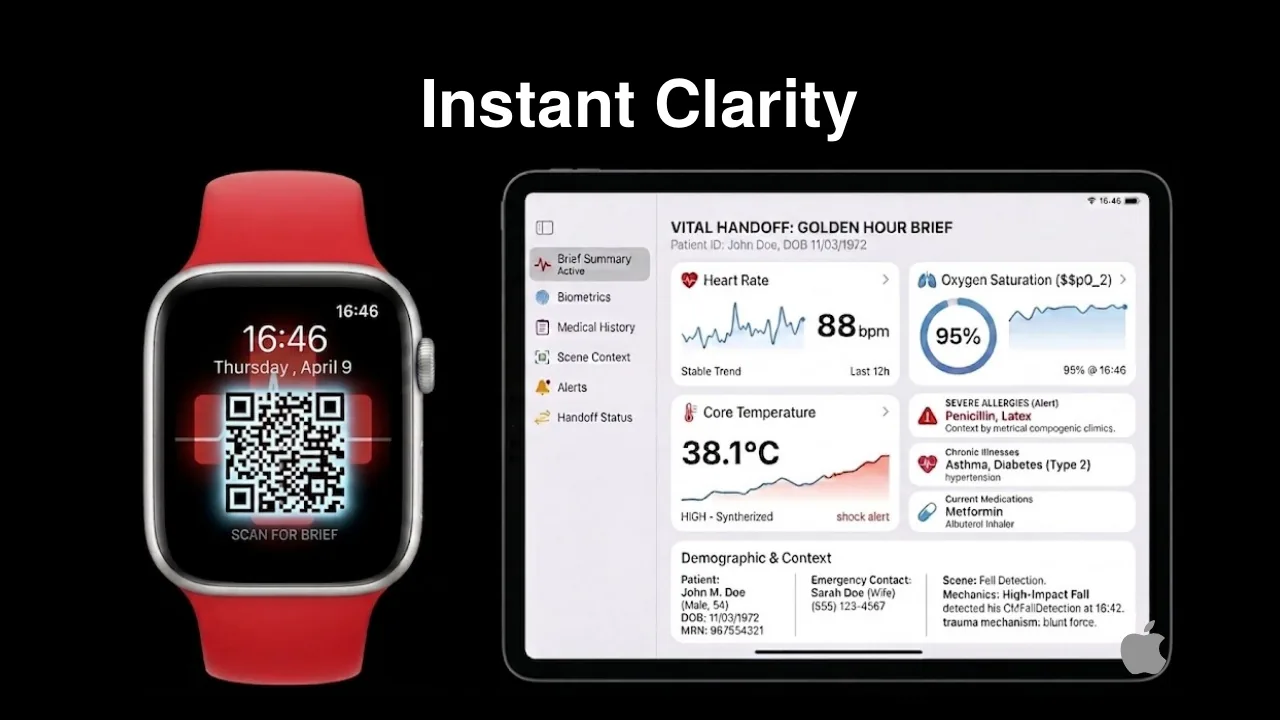 Instant Clarity
16:46
16:46
Thursday , April 9
SCAN FOR BRIEF
16:46
VITAL HANDOFF: GOLDEN HOUR BRIEF
Patient ID: John Doe, DOB 11/03/1972
Brief Summary
Active
Biometrics
Medical History
Scene Context
Alerts
Handoff Status
Heart Rate
88 bpm
Stable Trend
Last 12h
Oxygen Saturation ($$p0_2)
95%
95% @ 16:46
Core Temperature
38.1°C
HIGH - Syntherized
shock alert
SEVERE ALLERGIES (Alert)
Penicillin, Latex
Context by metrical compogenic clinics.
Chronic Illnesses
Asthma, Diabetes (Type 2)
hypertension
Current Medications
Metformin
Albuterol Inhaler
Demographic & Context
Patient:
John M. Doe
(Male, 54)
DOB: 11/03/1972
MRN: 967554321
Emergency Contact:
Sarah Doe (Wife)
(555) 123-4567
Scene: Fell Detection.
Mechanics: High-Impact Fall
detected his CMFallDetection at 16:42.
trauma mechanism: blunt force.